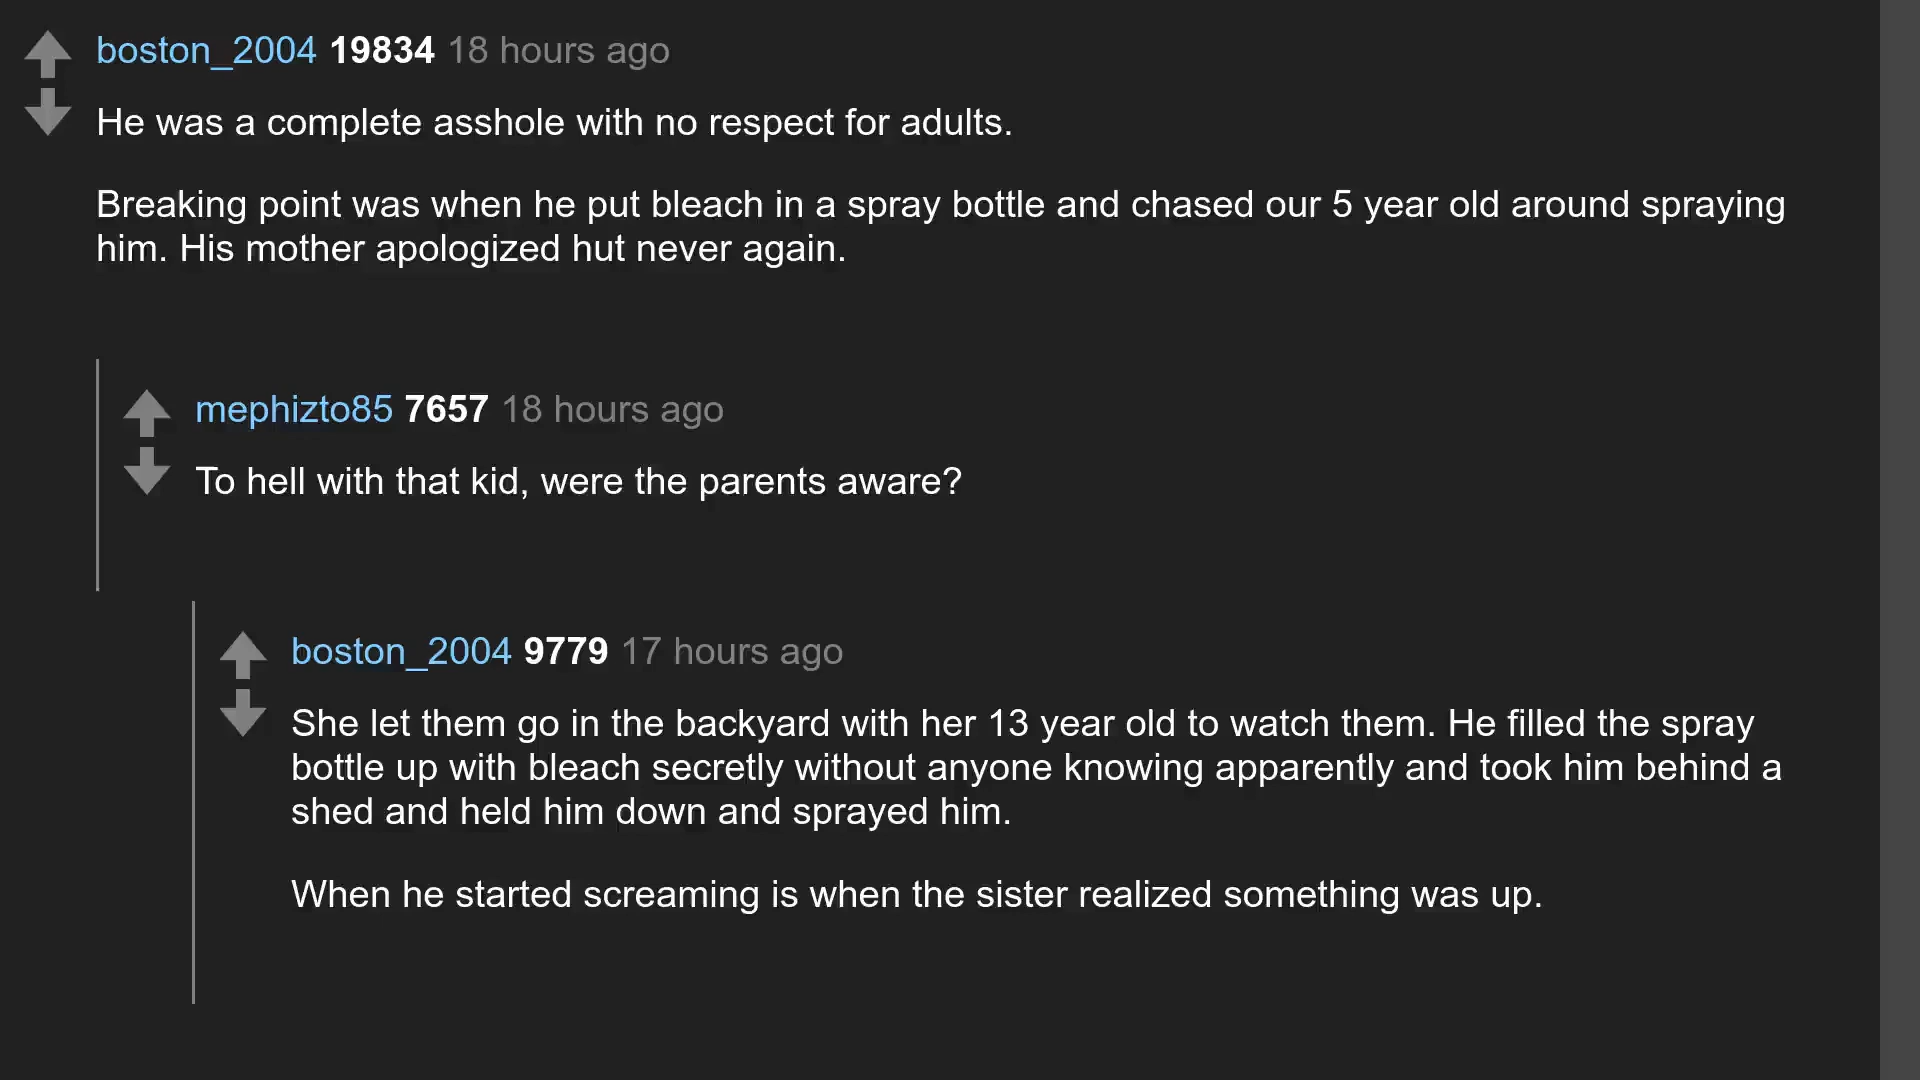 boston_2004 19834 18 hours ago
He was a complete asshole with no respect for adults.
Breaking point was when he put bleach in a spray bottle and chased our 5 year old around spraying
him. His mother apologized hut never again.
mephizto85 7657 18 hours ago
To hell with that kid, were the parents aware?
boston_2004 9779 17 hours ago
She let them go in the backyard with her 13 year old to watch them. He filled the spray
bottle up with bleach secretly without anyone knowing apparently and took him behind a
shed and held him down and sprayed him.
When he started screaming is when the sister realized something was up.